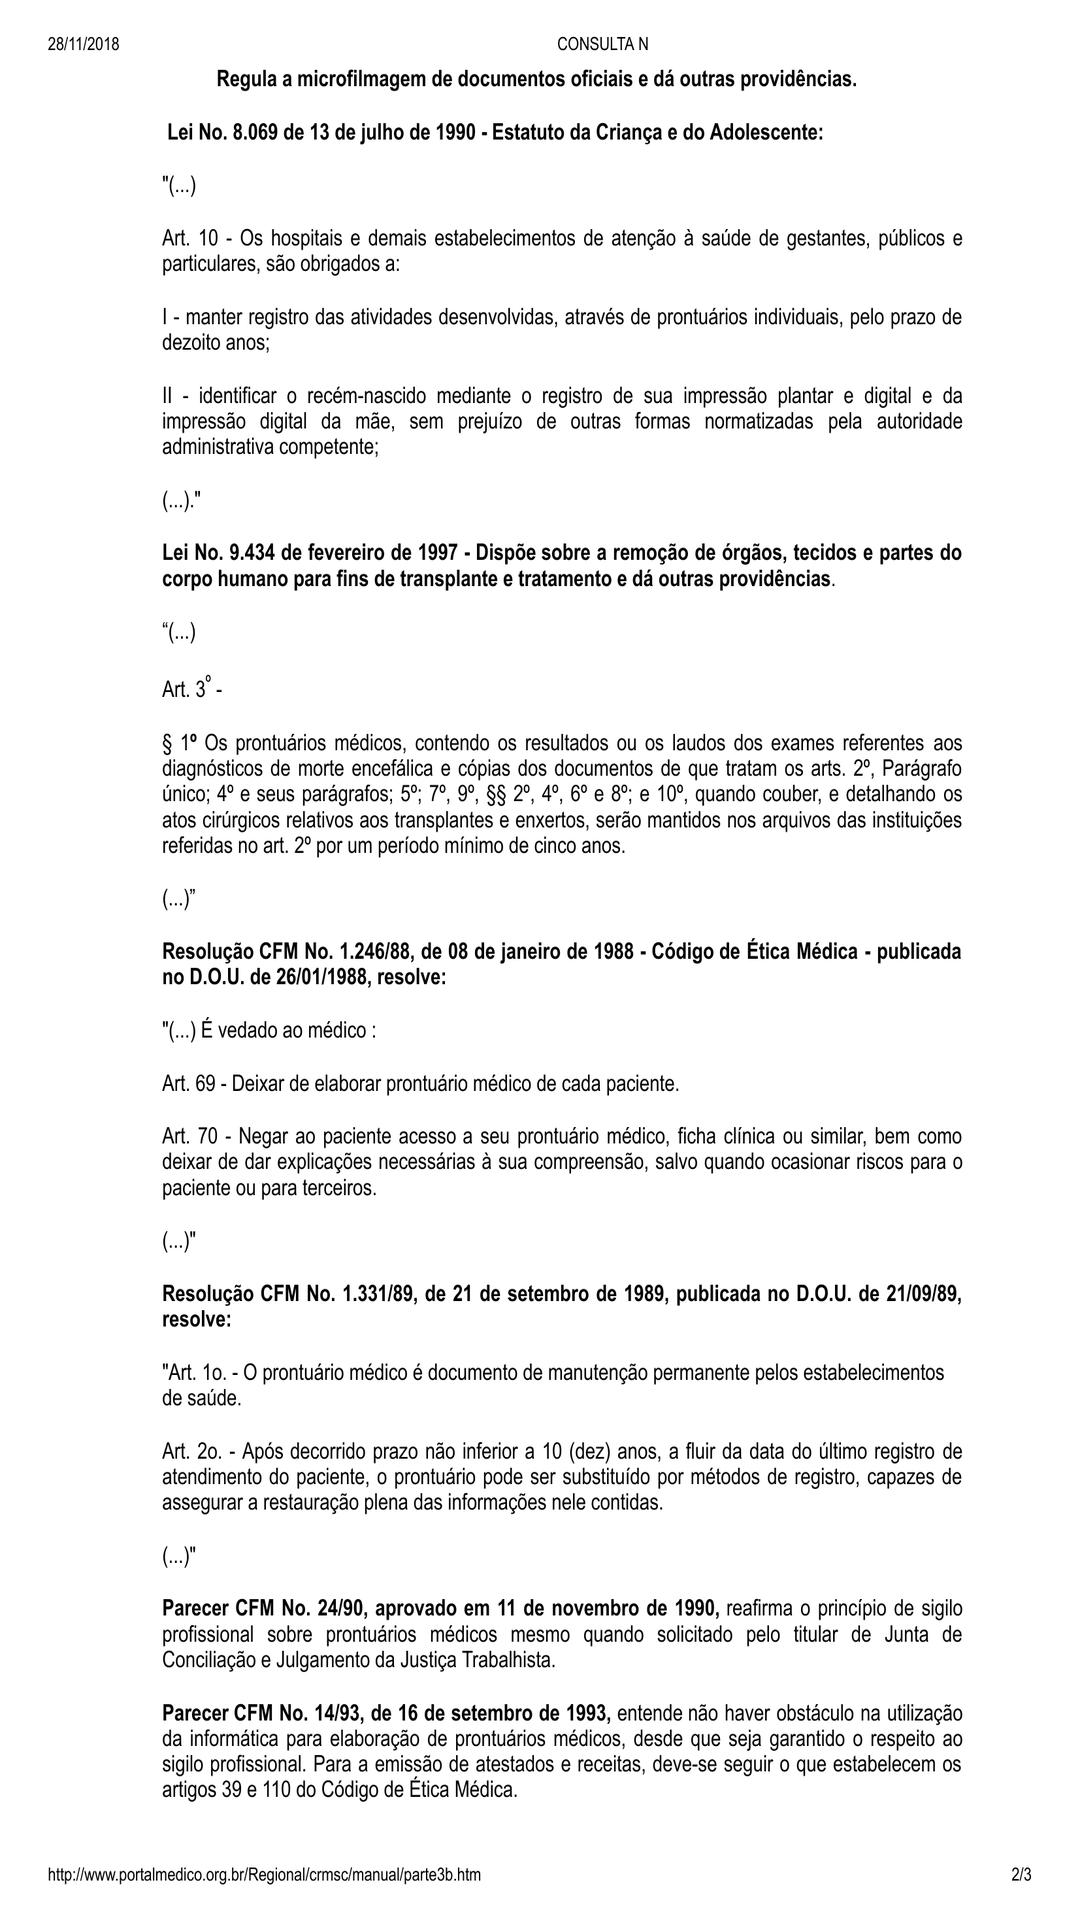 28/11/2018 CONSULTA N
Regula a microfilmagem de documentos oficiais e dá outras providências.
Lei No. 8.069 de 13 de julho de 1990 - Estatuto da Criança e do Adolescente:
"(...)
Art. 10 - Os hospitais e demais estabelecimentos de atenção à saúde de gestantes, públicos e
particulares, são obrigados a:
I - manter registro das atividades desenvolvidas, através de prontuários individuais, pelo prazo de
dezoito anos;
II - identificar o recém-nascido mediante o registro de sua impressão plantar e digital e da
impressão digital da mãe, sem prejuízo de outras formas normatizadas pela autoridade
administrativa competente;
(...)."
Lei No. 9.434 de fevereiro de 1997 - Dispõe sobre a remoção de órgãos, tecidos e partes do
corpo humano para fins de transplante e tratamento e dá outras providências.
“(...)
Art. 3º -
§ 1º Os prontuários médicos, contendo os resultados ou os laudos dos exames referentes aos
diagnósticos de morte encefálica e cópias dos documentos de que tratam os arts. 2º, Parágrafo
único; 4º e seus parágrafos; 5º; 7º, 9º, §§ 2º, 4º, 6º e 8º; e 10º, quando couber, e detalhando os
atos cirúrgicos relativos aos transplantes e enxertos, serão mantidos nos arquivos das instituições
referidas no art. 2º por um período mínimo de cinco anos.
(...)”
Resolução CFM No. 1.246/88, de 08 de janeiro de 1988 - Código de Ética Médica - publicada
no D.O.U. de 26/01/1988, resolve:
"(...) É vedado ao médico :
Art. 69 - Deixar de elaborar prontuário médico de cada paciente.
Art. 70 - Negar ao paciente acesso a seu prontuário médico, ficha clínica ou similar, bem como
deixar de dar explicações necessárias à sua compreensão, salvo quando ocasionar riscos para o
paciente ou para terceiros.
(...)"
Resolução CFM No. 1.331/89, de 21 de setembro de 1989, publicada no D.O.U. de 21/09/89,
resolve:
"Art. 1o. - O prontuário médico é documento de manutenção permanente pelos estabelecimentos
de saúde.
Art. 2o. - Após decorrido prazo não inferior a 10 (dez) anos, a fluir da data do último registro de
atendimento do paciente, o prontuário pode ser substituído por métodos de registro, capazes de
assegurar a restauração plena das informações nele contidas.
(...)"
Parecer CFM No. 24/90, aprovado em 11 de novembro de 1990, reafirma o princípio de sigilo
profissional sobre prontuários médicos mesmo quando solicitado pelo titular de Junta de
Conciliação e Julgamento da Justiça Trabalhista.
Parecer CFM No. 14/93, de 16 de setembro de 1993, entende não haver obstáculo na utilização
da informática para elaboração de prontuários médicos, desde que seja garantido o respeito ao
sigilo profissional. Para a emissão de atestados e receitas, deve-se seguir o que estabelecem os
artigos 39 e 110 do Código de Ética Médica.
http://www.portalmedico.org.br/Regional/crmsc/manual/parte3b.htm 2/3